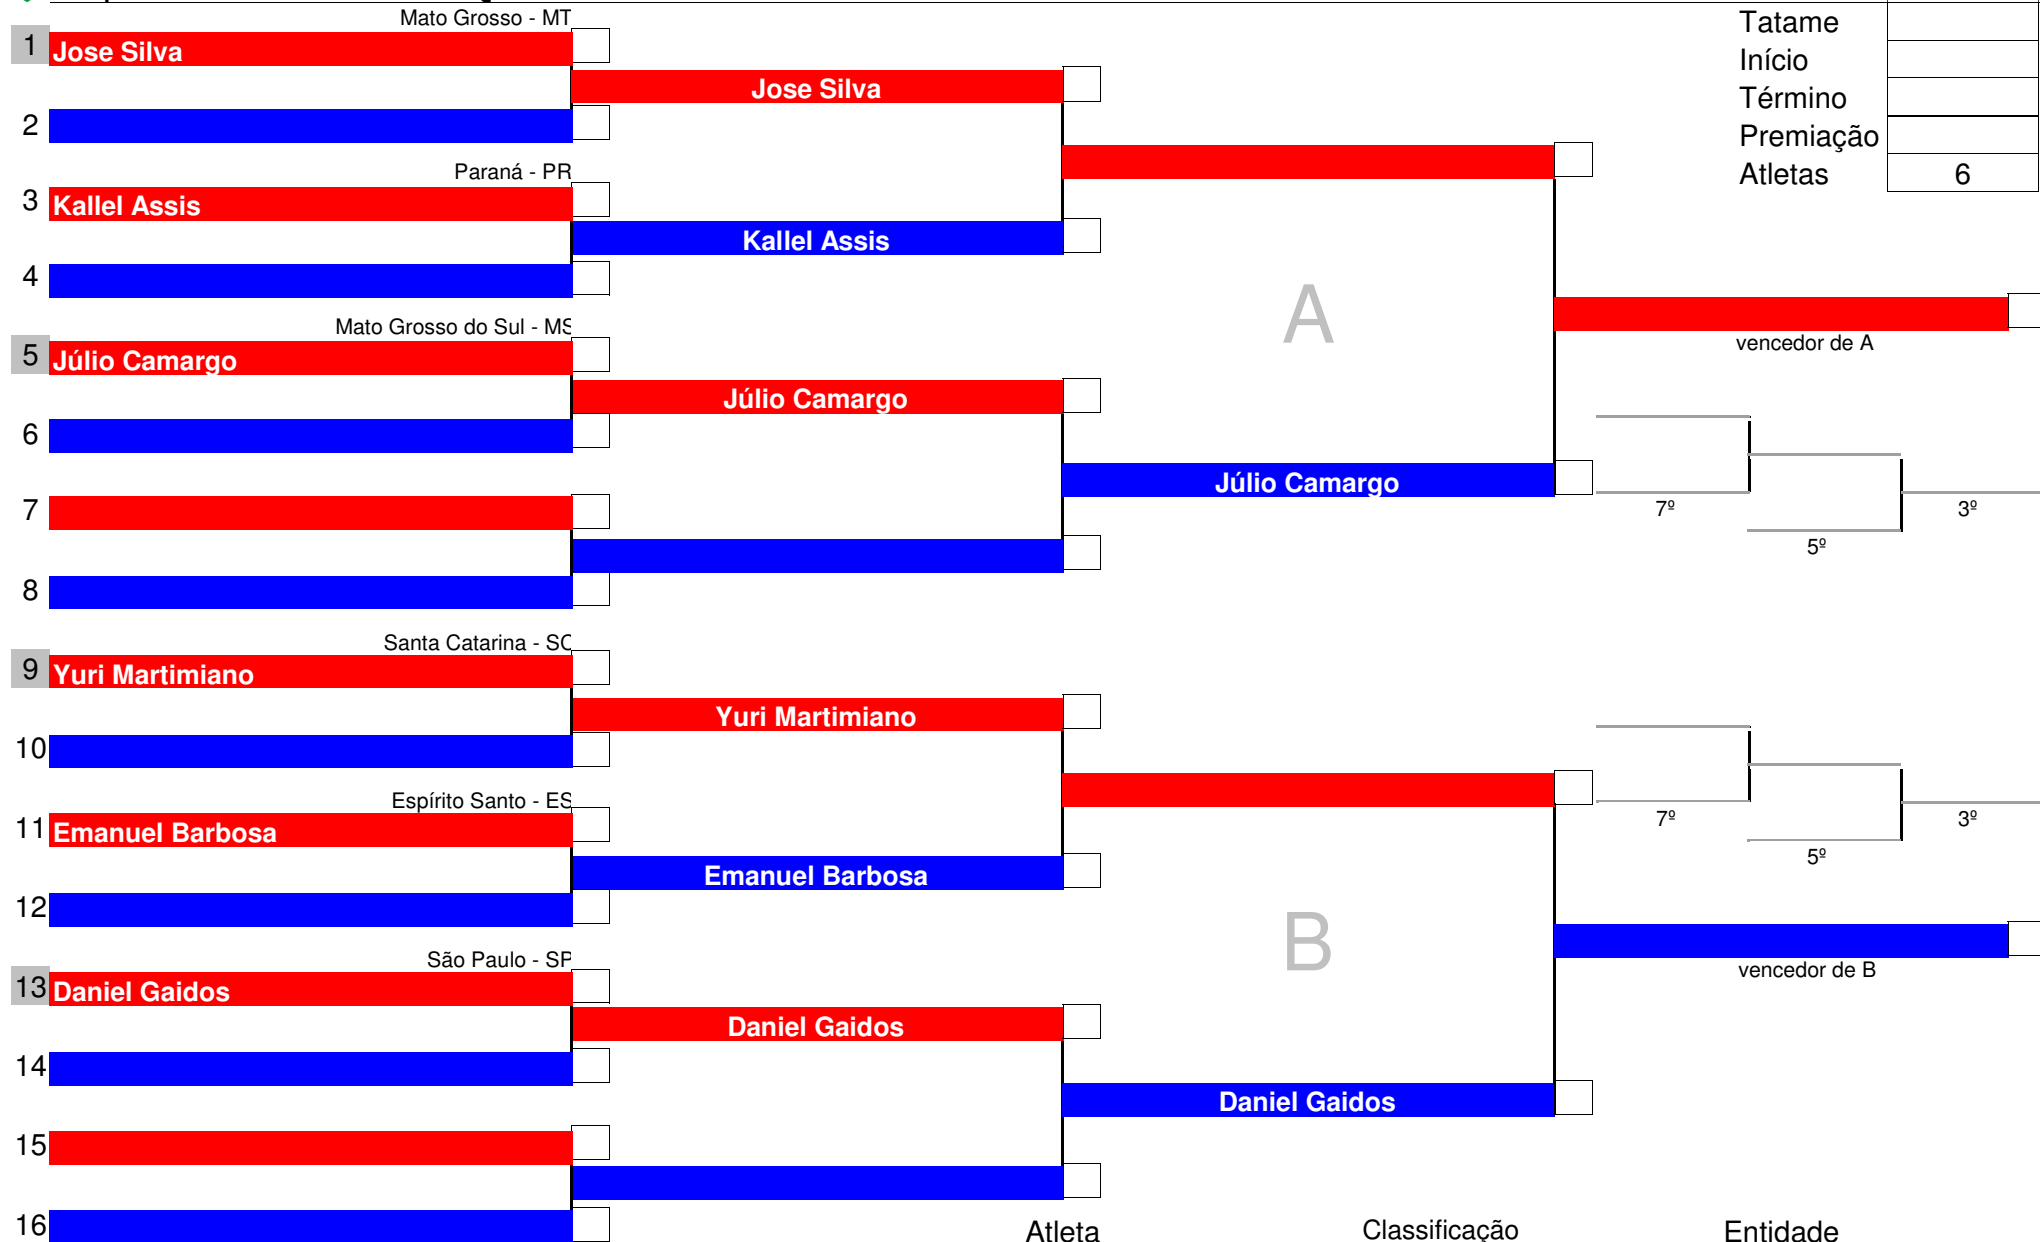 Mato Grosso - MT
Tatame
1 Jose Silva
Início
Jose Silva
Término
2
Premiação
Paraná - PR
Atletas 6
3 Kallel Assis
Kallel Assis
4
A
Mato Grosso do Sul - MS
vencedor de A
5 Júlio Camargo
Júlio Camargo
6
Júlio Camargo
7
7º 3º
5º
8
Santa Catarina - SC
9 Yuri Martimiano
Yuri Martimiano
10
Espírito Santo - ES
7º 3º
11 Emanuel Barbosa
5º
Emanuel Barbosa
12
B
São Paulo - SP
vencedor de B
13 Daniel Gaidos
Daniel Gaidos
14
Daniel Gaidos
15
16
Atleta Classificação Entidade